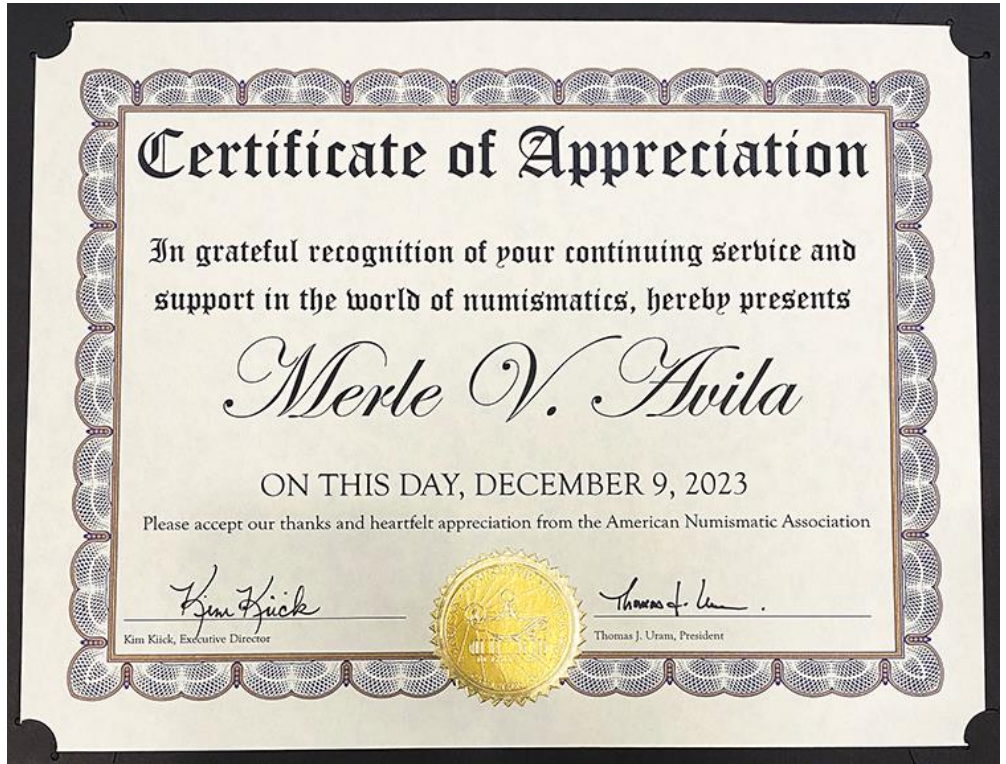 Certificate of Appreciation
In grateful recognition of your continuing service and
support in the world of numismatics, hereby presents
Merle V. Avila
ON THIS DAY, DECEMBER 9, 2023
Please accept our thanks and heartfelt appreciation from the American Numismatic Association
Kim Kiick
Thomas J. Uram
Kim Kiick, Executive Director
Thomas J. Uram, President